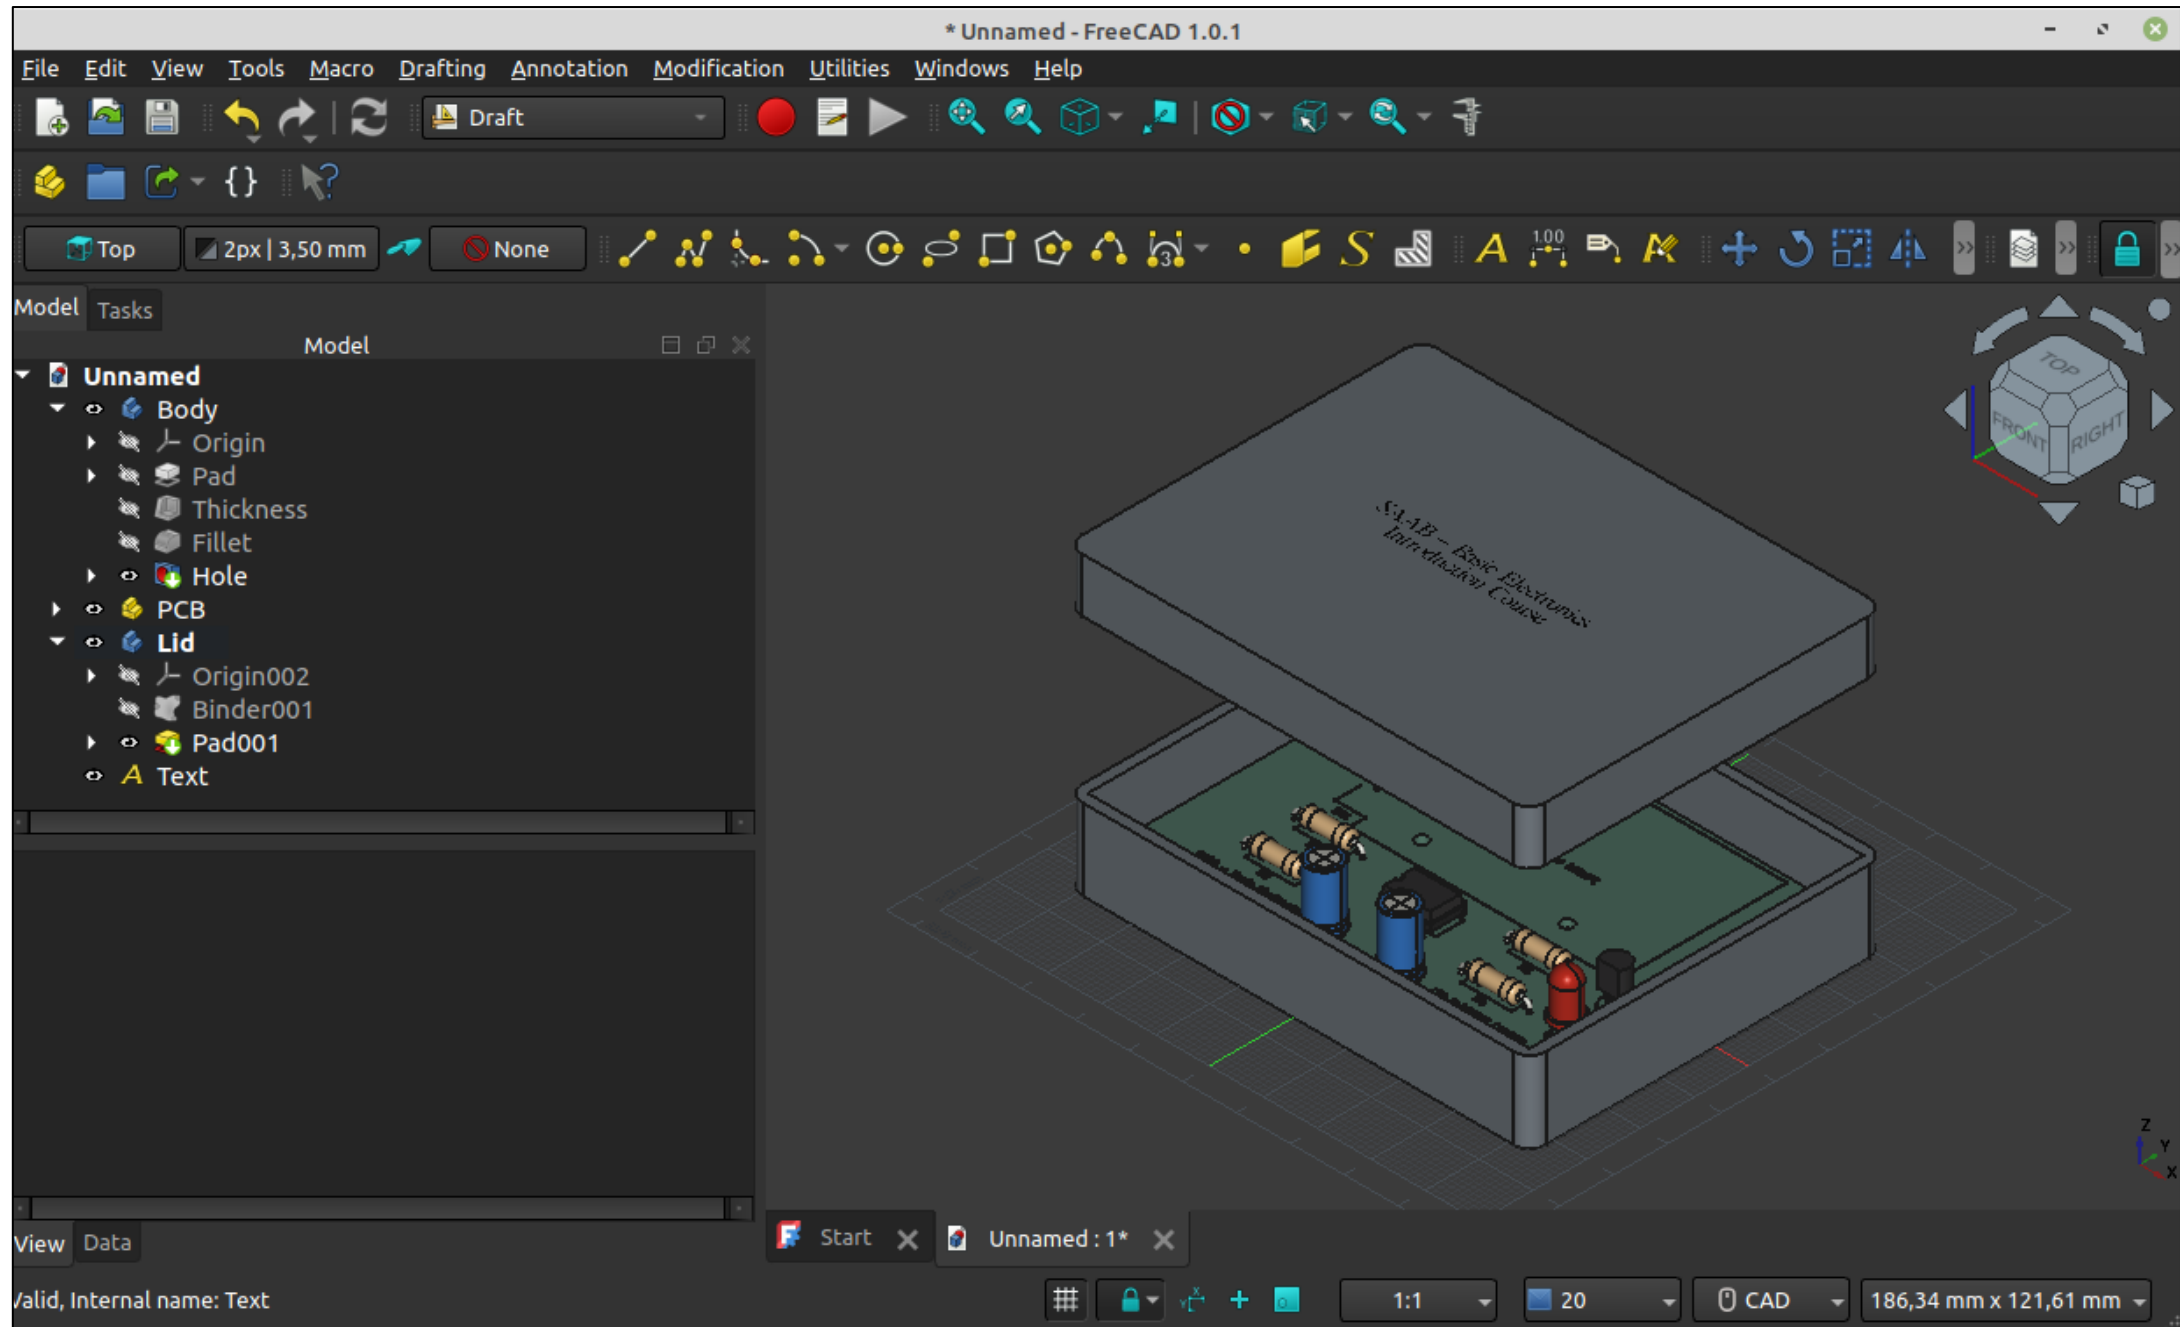 * Unnamed - FreeCAD 1.0.1
File Edit View Tools Macro Drafting Annotation Modification Utilities Windows Help
Draft
{}
Top 2px | 3,50 mm None 3 S A 1.00
Model Tasks
Model
Unnamed
Body
Origin
Pad
Thickness
Fillet
Hole
PCB
Lid
Origin002
Binder001
Pad001
A Text
TOP
FRONT RIGHT
SAAB - Basic Electronics
Introduction Course
Z
Y
X
Start Unnamed : 1*
View Data
Valid, Internal name: Text
1:1 20 CAD 186,34 mm x 121,61 mm